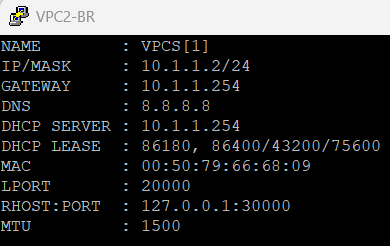 VPC2-BR
NAME        : VPCS[1]
IP/MASK     : 10.1.1.2/24
GATEWAY     : 10.1.1.254
DNS         : 8.8.8.8
DHCP SERVER : 10.1.1.254
DHCP LEASE  : 86180, 86400/43200/75600
MAC         : 00:50:79:66:68:09
LPORT       : 20000
RHOST:PORT  : 127.0.0.1:30000
MTU         : 1500